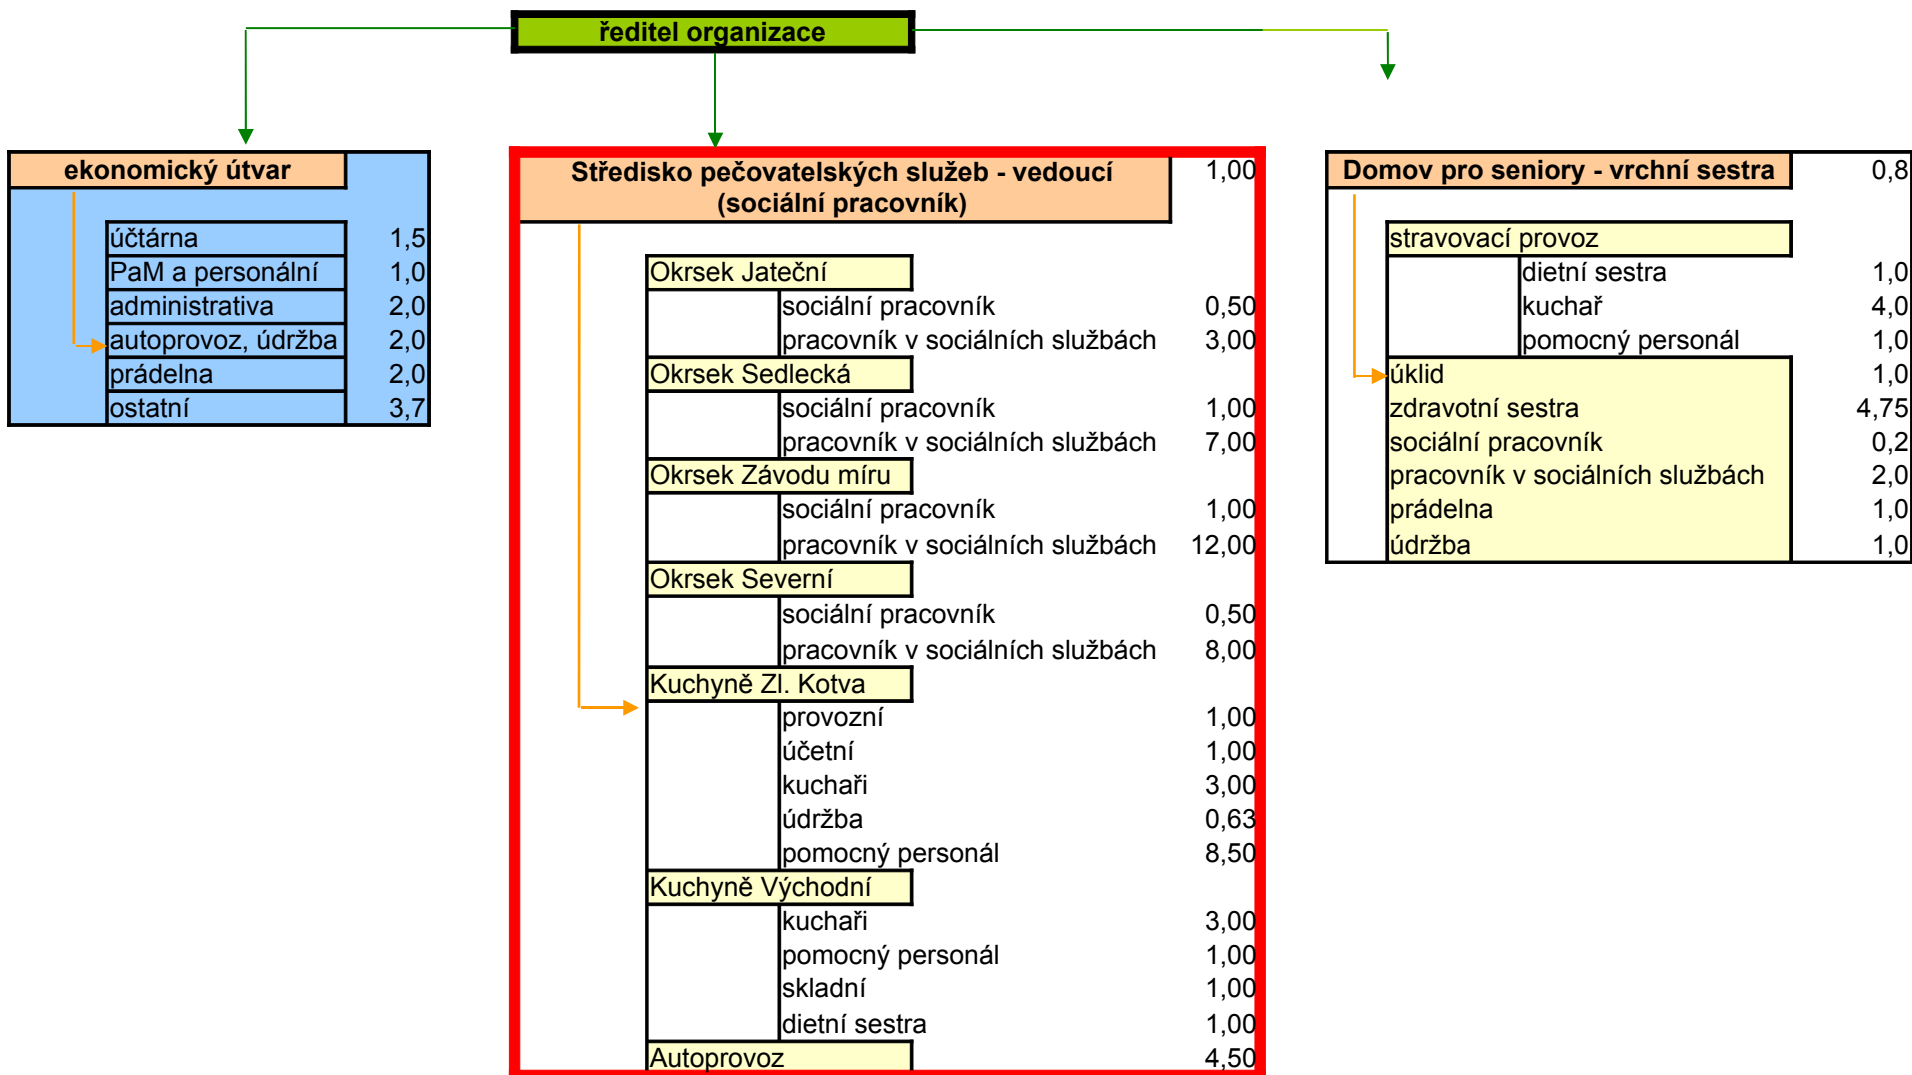 ředitel organizace
ekonomický útvar
účtárna 1,5
PaM a personální 1,0
administrativa 2,0
autoprovoz, údržba 2,0
prádelna 2,0
ostatní 3,7
Středisko pečovatelských služeb - vedoucí 1,00
(sociální pracovník)
Okrsek Jateční
sociální pracovník 0,50
pracovník v sociálních službách 3,00
Okrsek Sedlecká
sociální pracovník 1,00
pracovník v sociálních službách 7,00
Okrsek Závodu míru
sociální pracovník 1,00
pracovník v sociálních službách 12,00
Okrsek Severní
sociální pracovník 0,50
pracovník v sociálních službách 8,00
Kuchyně Zl. Kotva
provozní 1,00
účetní 1,00
kuchaři 3,00
údržba 0,63
pomocný personál 8,50
Kuchyně Východní
kuchaři 3,00
pomocný personál 1,00
skladní 1,00
dietní sestra 1,00
Autoprovoz 4,50
Domov pro seniory - vrchní sestra 0,8
stravovací provoz
dietní sestra 1,0
kuchař 4,0
pomocný personál 1,0
úklid 1,0
zdravotní sestra 4,75
sociální pracovník 0,2
pracovník v sociálních službách 2,0
prádelna 1,0
údržba 1,0